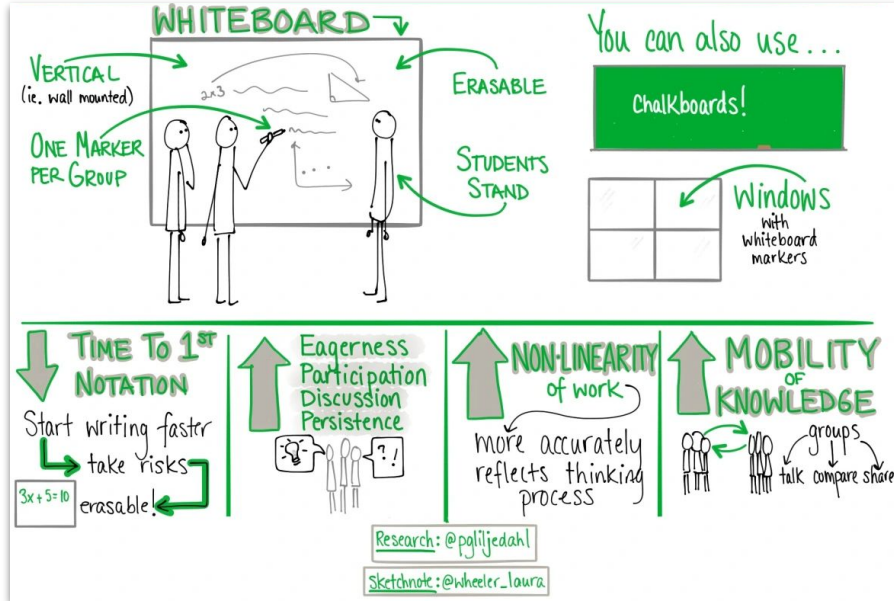 WHITEBOARD
VERTICAL
(ie. wall mounted)
ONE MARKER
PER GROUP
2x3
ERASABLE
STUDENTS
STAND
You can also use...
Chalkboards!
Windows
with
whiteboard
markers
TIME TO 1ST
NOTATION
Start writing faster
take risks
3x+5=10
erasable!
Eagerness
Participation
Discussion
Persistence
?!
NON-LINEARITY
of work
more accurately
reflects thinking
process
MOBILITY
OF
KNOWLEDGE
groups
talk compare share
Research: @pgliljedahl
Sketchnote: @wheeler_laura